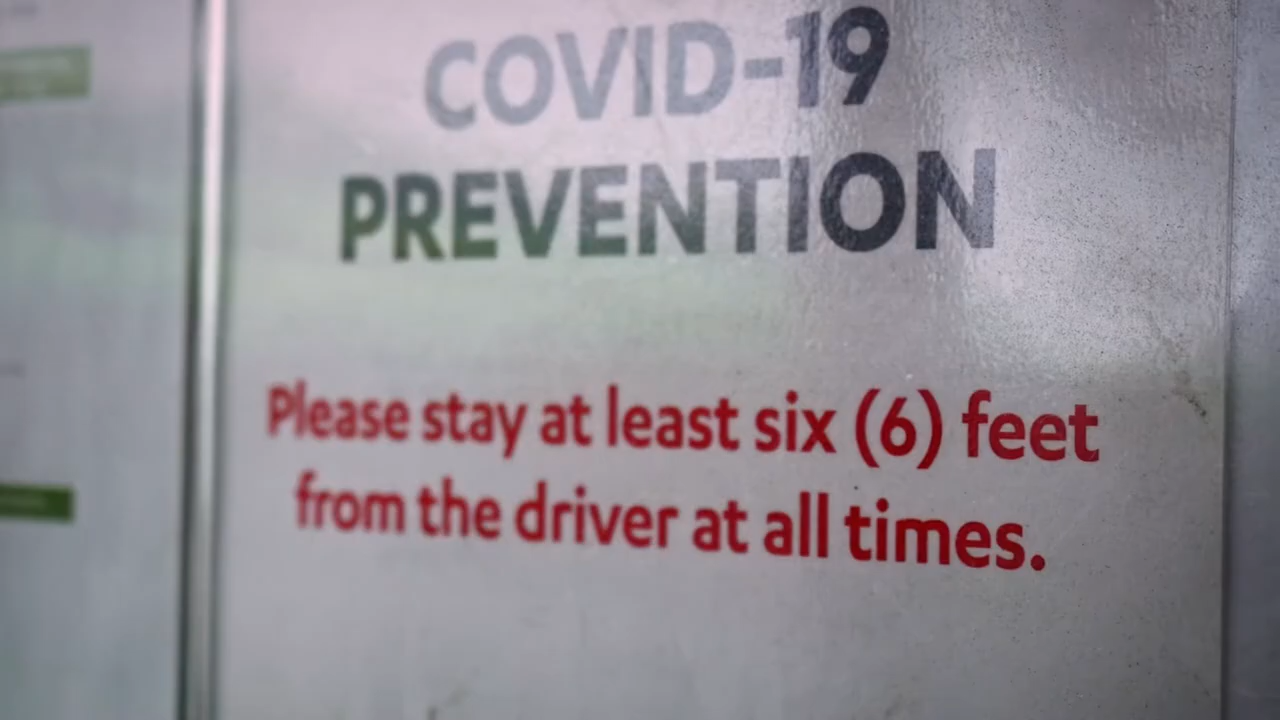 COVID-19
PREVENTION
Please stay at least six (6) feet
from the driver at all times.